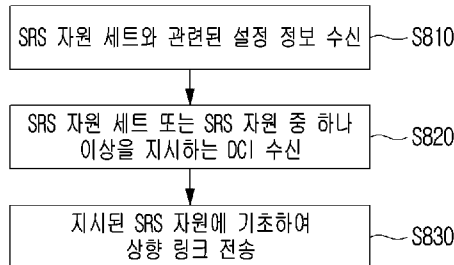 SRS 자원 세트와 관련된 설정 정보 수신
S810
SRS 자원 세트 또는 SRS 자원 중 하나
이상을 지시하는 DCI 수신
S820
지시된 SRS 자원에 기초하여
상향 링크 전송
S830